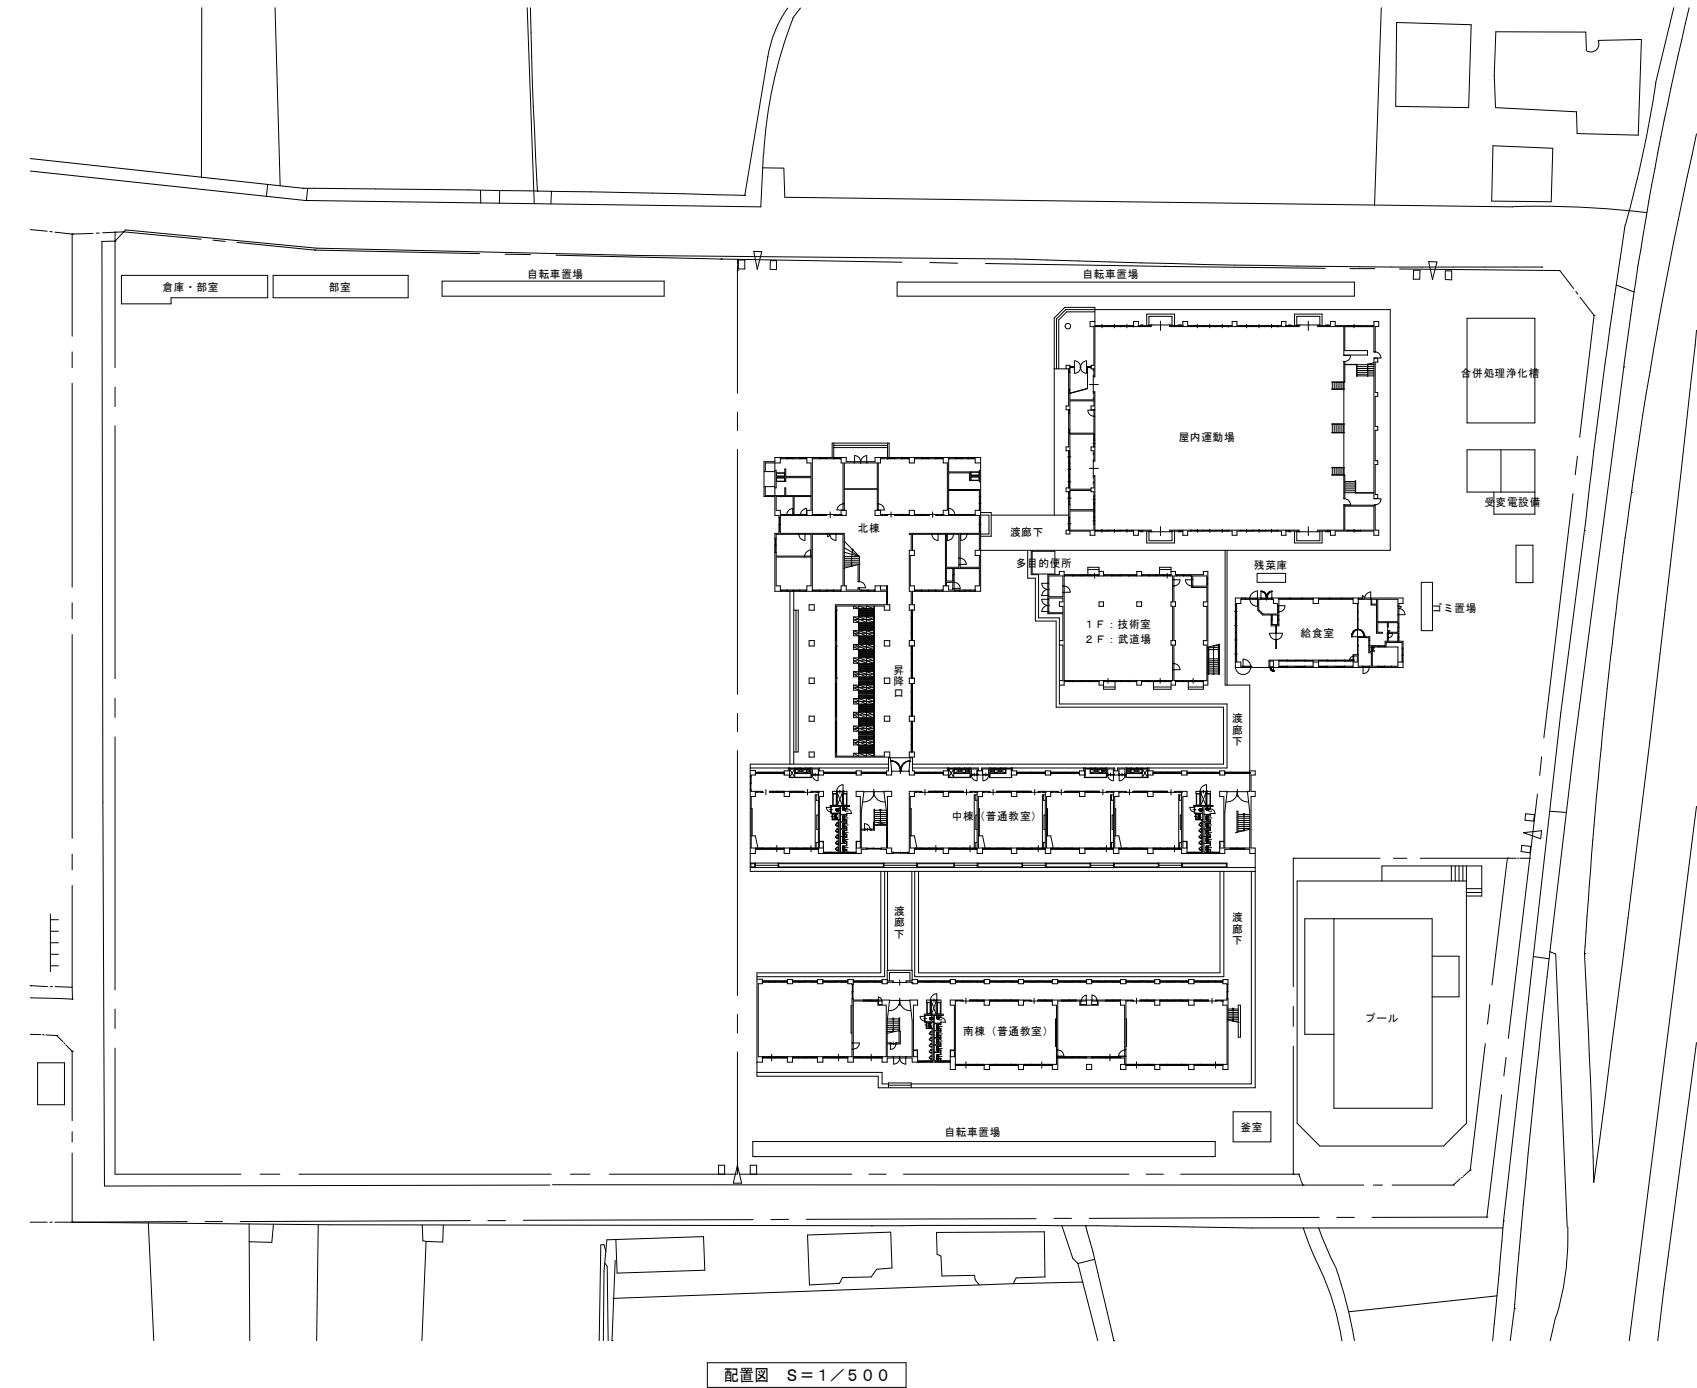 自転車置場
自転車置場
倉庫・部室
部室
合併処理浄化槽
屋内運動場
受変電設備
北棟
渡廊下
多目的便所
残菜庫
ゴミ置場
1F：技術室
2F：武道場
給食室
昇降口
渡廊下
中棟（普通教室）
渡廊下
渡廊下
プール
南棟（普通教室）
釜室
自転車置場
配置図　S＝1／500